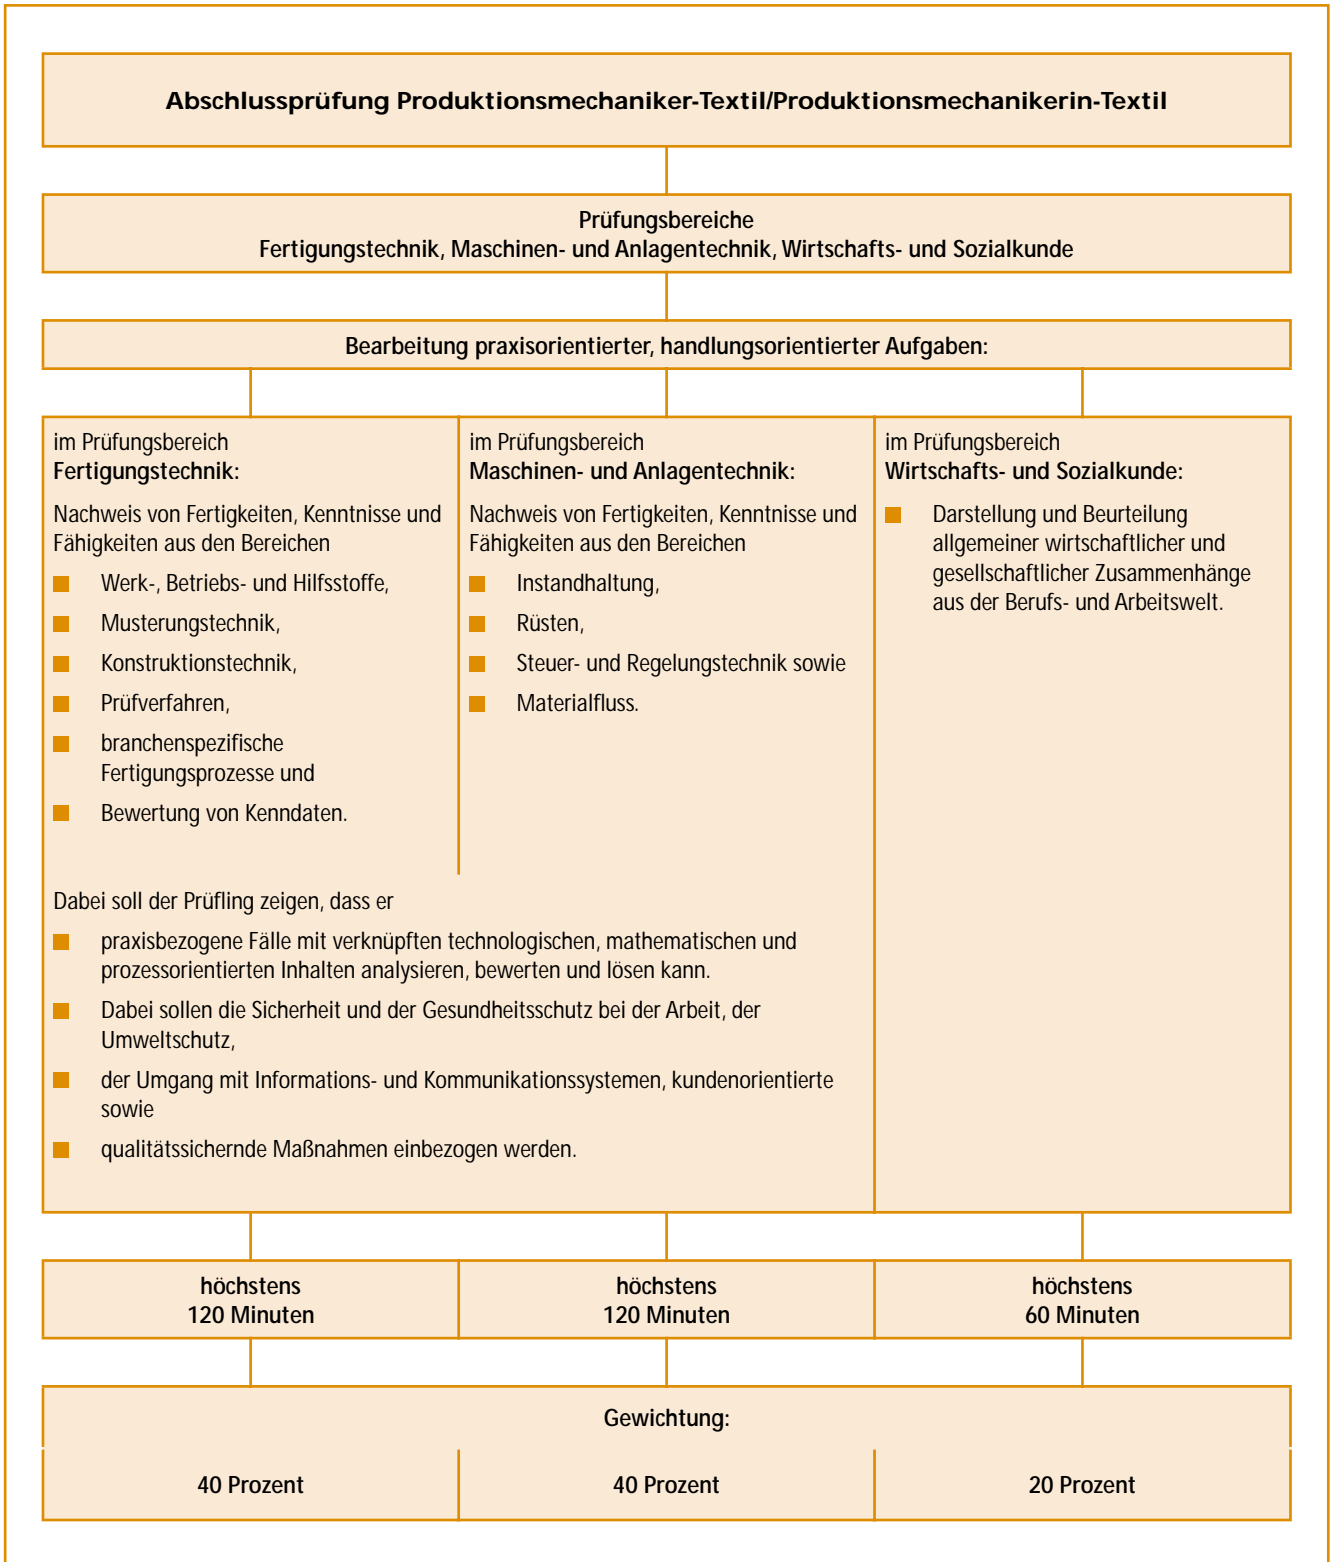 Abschlussprüfung Produktionsmechaniker-Textil/Produktionsmechanikerin-Textil
Prüfungsbereiche
Fertigungstechnik, Maschinen- und Anlagentechnik, Wirtschafts- und Sozialkunde
Bearbeitung praxisorientierter, handlungsorientierter Aufgaben:
im Prüfungsbereich
Fertigungstechnik:
Nachweis von Fertigkeiten, Kenntnisse und
Fähigkeiten aus den Bereichen
Werk-, Betriebs- und Hilfsstoffe,
Musterungstechnik,
Konstruktionstechnik,
Prüfverfahren,
branchenspezifische
Fertigungsprozesse und
Bewertung von Kenndaten.
im Prüfungsbereich
Maschinen- und Anlagentechnik:
Nachweis von Fertigkeiten, Kenntnisse und
Fähigkeiten aus den Bereichen
Instandhaltung,
Rüsten,
Steuer- und Regelungstechnik sowie
Materialfluss.
im Prüfungsbereich
Wirtschafts- und Sozialkunde:
Darstellung und Beurteilung
allgemeiner wirtschaftlicher und
gesellschaftlicher Zusammenhänge
aus der Berufs- und Arbeitswelt.
Dabei soll der Prüfling zeigen, dass er
praxisbezogene Fälle mit verknüpften technologischen, mathematischen und
prozessorientierten Inhalten analysieren, bewerten und lösen kann.
Dabei sollen die Sicherheit und der Gesundheitsschutz bei der Arbeit, der
Umweltschutz,
der Umgang mit Informations- und Kommunikationssystemen, kundenorientierte
sowie
qualitätssichernde Maßnahmen einbezogen werden.
höchstens
120 Minuten
höchstens
120 Minuten
höchstens
60 Minuten
Gewichtung:
40 Prozent
40 Prozent
20 Prozent